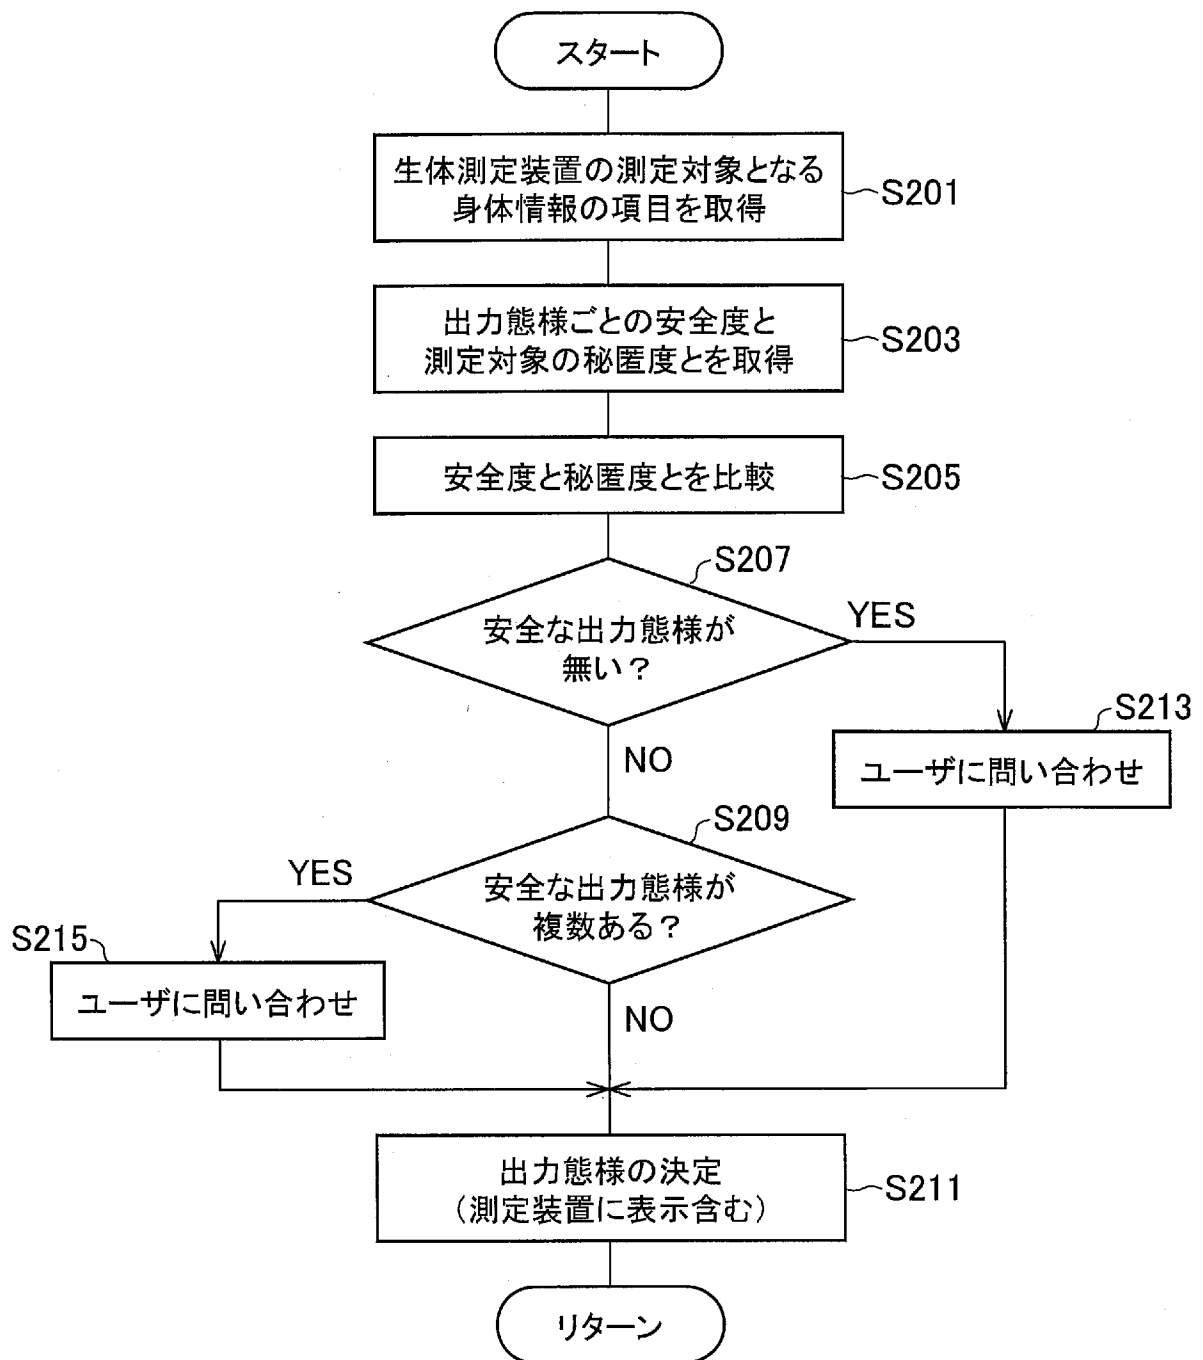 スタート
生体測定装置の測定対象となる
身体情報の項目を取得
S201
出力態様ごとの安全度と
測定対象の秘匿度とを取得
S203
安全度と秘匿度とを比較
S205
S207
安全な出力態様が
無い？
YES
NO
S213
ユーザに問い合わせ
S209
安全な出力態様が
複数ある？
YES
NO
S215
ユーザに問い合わせ
出力態様の決定
（測定装置に表示含む）
S211
リターン